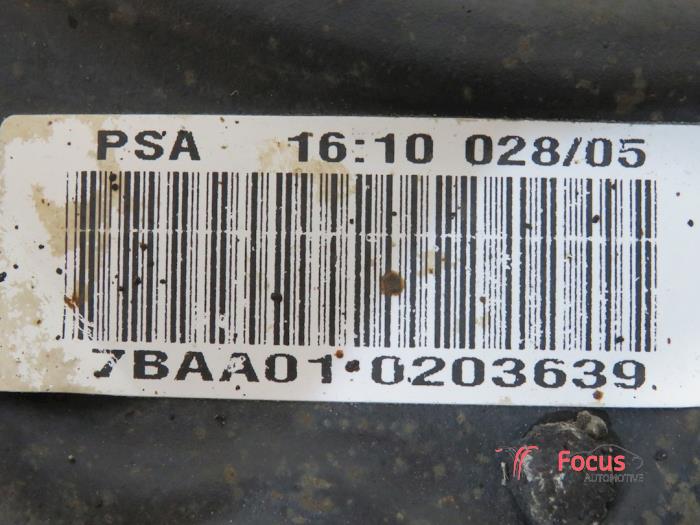 PSA 16:10 028/05
7BAA01 0203639
Focus
AUTOMOTIVE